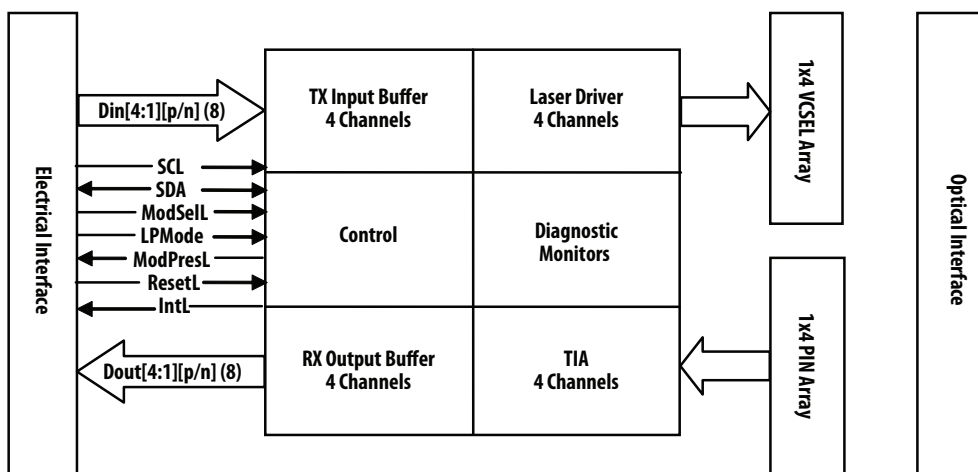 Electrical Interface
Din[4:1][p/n] (8)
SCL
SDA
ModSelL
LPMode
ModPresL
ResetL
IntL
Dout[4:1][p/n] (8)
TX Input Buffer
4 Channels
Laser Driver
4 Channels
Control
Diagnostic
Monitors
RX Output Buffer
4 Channels
TIA
4 Channels
1x4 VCSEL Array
1x4 PIN Array
Optical Interface